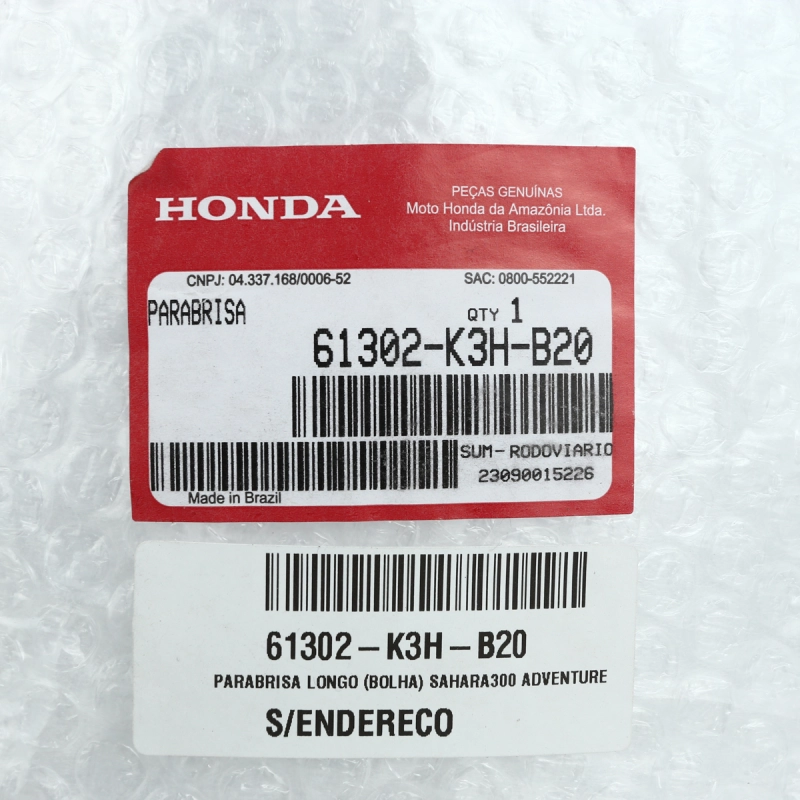 HONDA
PEÇAS GENUÍNAS
Moto Honda da Amazônia Ltda.
Indústria Brasileira
CNPJ: 04.337.168/0006-52
SAC: 0800-552221
PARABRISA
QTY 1
61302-K3H-B20
SUM-RODOVIARIO
23090015226
Made in Brazil
61302-K3H-B20
PARABRISA LONGO (BOLHA) SAHARA300 ADVENTURE
S/ENDERECO